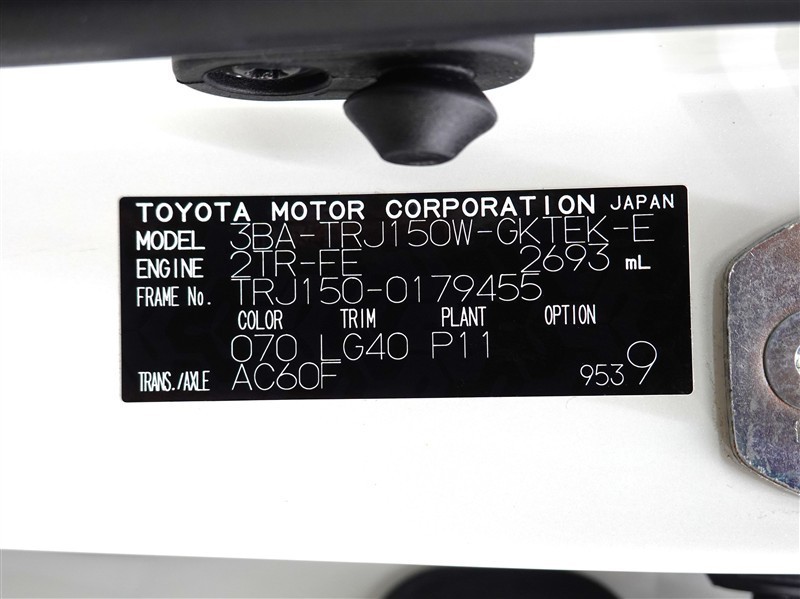 TOYOTA MOTOR CORPORATION JAPAN
MODEL 3BA-TRJ150W-GKTEK-E
ENGINE 2TR-FE 2693 mL
FRAME No. TRJ150-0179455
COLOR TRIM PLANT OPTION
070 LG40 P11
TRANS./AXLE AC60F 9539